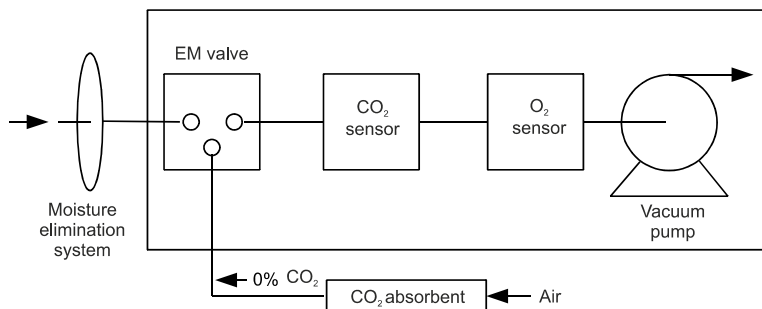 EM valve
CO₂
sensor
O₂
sensor
Moisture
elimination
system
Vacuum
pump
0% CO₂
CO₂ absorbent
Air